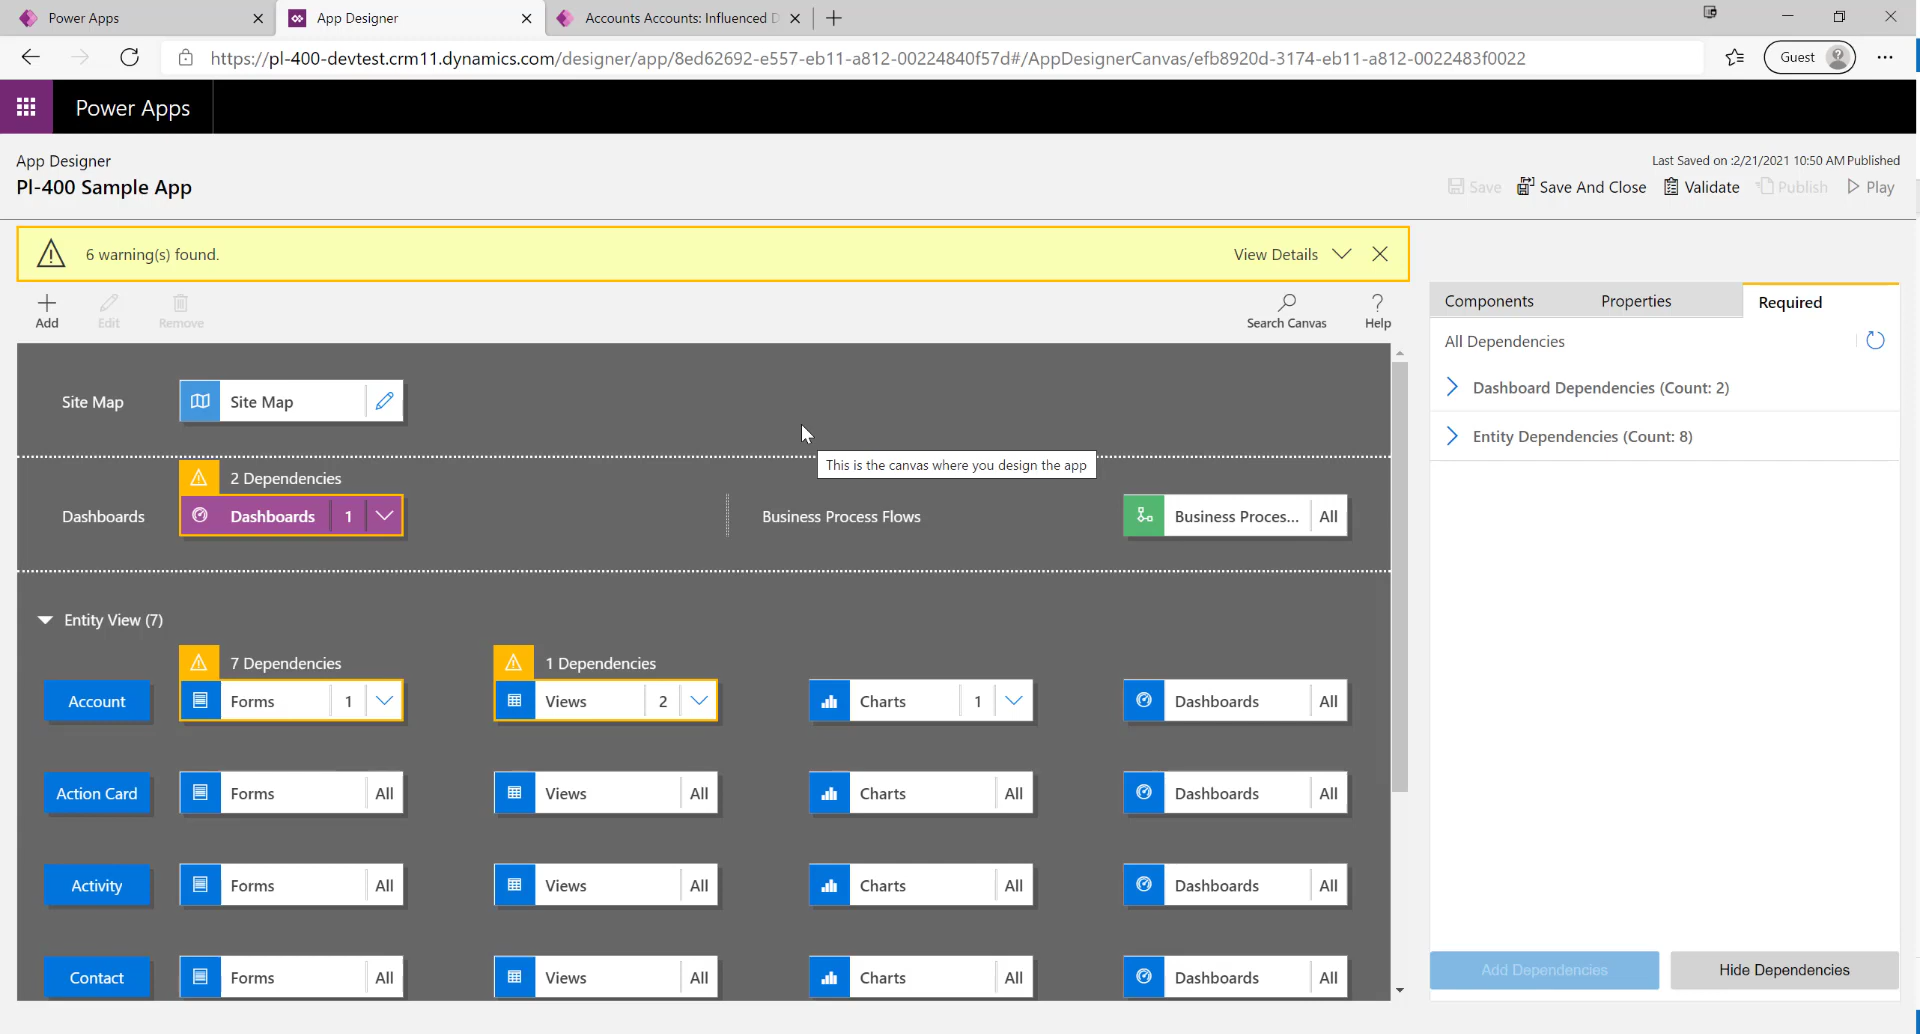 Power Apps
App Designer
Accounts Accounts: Influenced D
https://pl-400-devtest.crm11.dynamics.com/designer/app/8ed62692-e557-eb11-a812-00224840f57d#/AppDesignerCanvas/efb8920d-3174-eb11-a812-0022483f0022
Guest
Power Apps
App Designer
Pl-400 Sample App
Last Saved on :2/21/2021 10:50 AM Published
Save
Save And Close
Validate
Publish
Play
6 warning(s) found.
View Details
Add
Edit
Remove
Search Canvas
Help
Components
Properties
Required
All Dependencies
Dashboard Dependencies (Count: 2)
Entity Dependencies (Count: 8)
Site Map
Site Map
This is the canvas where you design the app
2 Dependencies
Dashboards
Dashboards 1
Business Process Flows
Business Proces... All
Entity View (7)
7 Dependencies
1 Dependencies
Account
Forms 1
Views 2
Charts 1
Dashboards All
Action Card
Forms All
Views All
Charts All
Dashboards All
Activity
Forms All
Views All
Charts All
Dashboards All
Contact
Forms All
Views All
Charts All
Dashboards All
Add Dependencies
Hide Dependencies